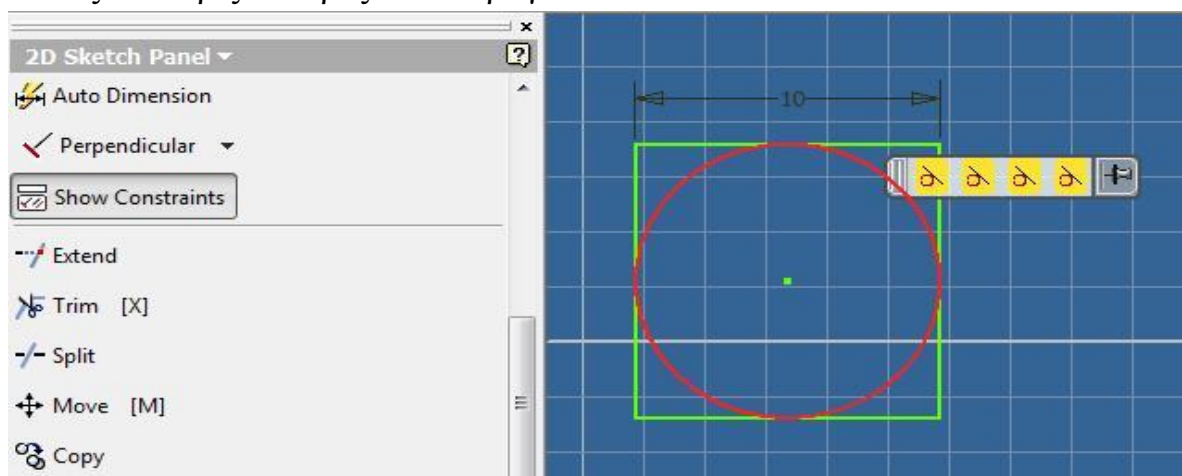 2D Sketch Panel
Auto Dimension
Perpendicular
Show Constraints
Extend
Trim [X]
Split
Move [M]
Copy
10